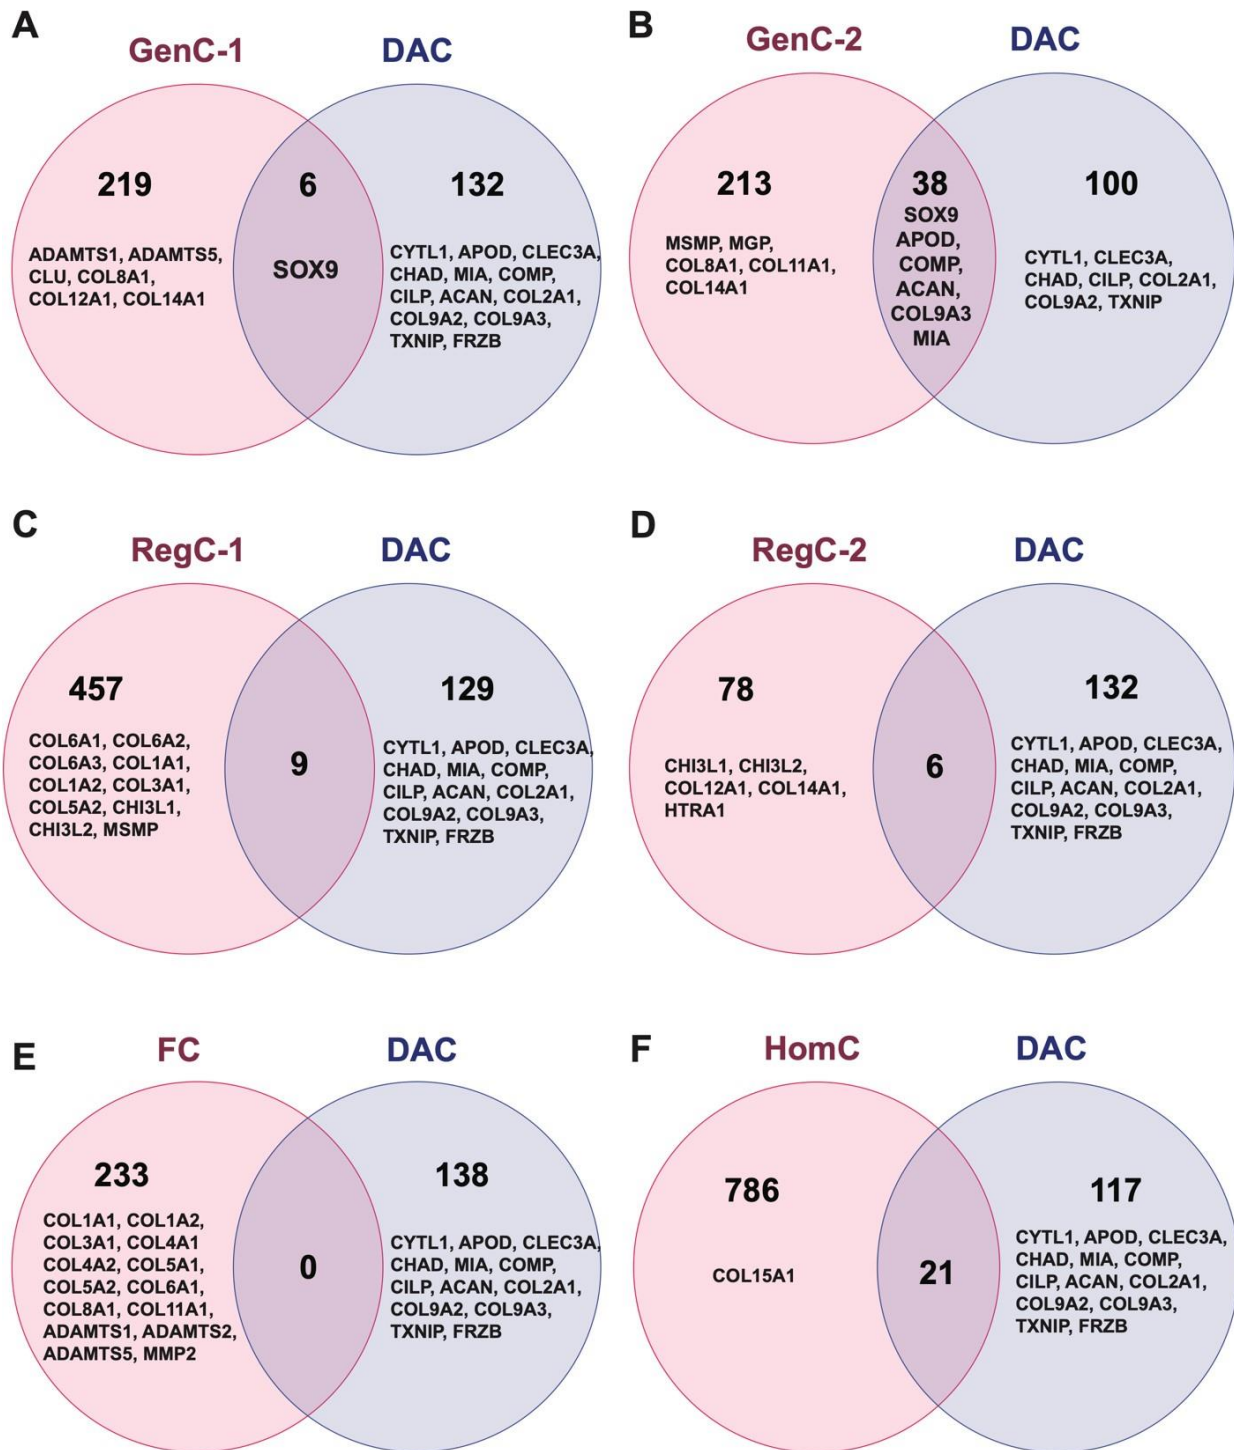 A
GenC-1
DAC
219
6
132
ADAMTS1, ADAMTS5,
CLU, COL8A1,
COL12A1, COL14A1
SOX9
CYTL1, APOD, CLEC3A,
CHAD, MIA, COMP,
CILP, ACAN, COL2A1,
COL9A2, COL9A3,
TXNIP, FRZB
B
GenC-2
DAC
213
38
100
MSMP, MGP,
COL8A1, COL11A1,
COL14A1
SOX9
APOD,
COMP,
ACAN,
COL9A3
MIA
CYTL1, CLEC3A,
CHAD, CILP, COL2A1,
COL9A2, TXNIP
C
RegC-1
DAC
457
9
129
COL6A1, COL6A2,
COL6A3, COL1A1,
COL1A2, COL3A1,
COL5A2, CHI3L1,
CHI3L2, MSMP
CYTL1, APOD, CLEC3A,
CHAD, MIA, COMP,
CILP, ACAN, COL2A1,
COL9A2, COL9A3,
TXNIP, FRZB
D
RegC-2
DAC
78
6
132
CHI3L1, CHI3L2,
COL12A1, COL14A1,
HTRA1
CYTL1, APOD, CLEC3A,
CHAD, MIA, COMP,
CILP, ACAN, COL2A1,
COL9A2, COL9A3,
TXNIP, FRZB
E
FC
DAC
233
0
138
COL1A1, COL1A2,
COL3A1, COL4A1
COL4A2, COL5A1,
COL5A2, COL6A1,
COL8A1, COL11A1,
ADAMTS1, ADAMTS2,
ADAMTS5, MMP2
CYTL1, APOD, CLEC3A,
CHAD, MIA, COMP,
CILP, ACAN, COL2A1,
COL9A2, COL9A3,
TXNIP, FRZB
F
HomC
DAC
786
21
117
COL15A1
CYTL1, APOD, CLEC3A,
CHAD, MIA, COMP,
CILP, ACAN, COL2A1,
COL9A2, COL9A3,
TXNIP, FRZB